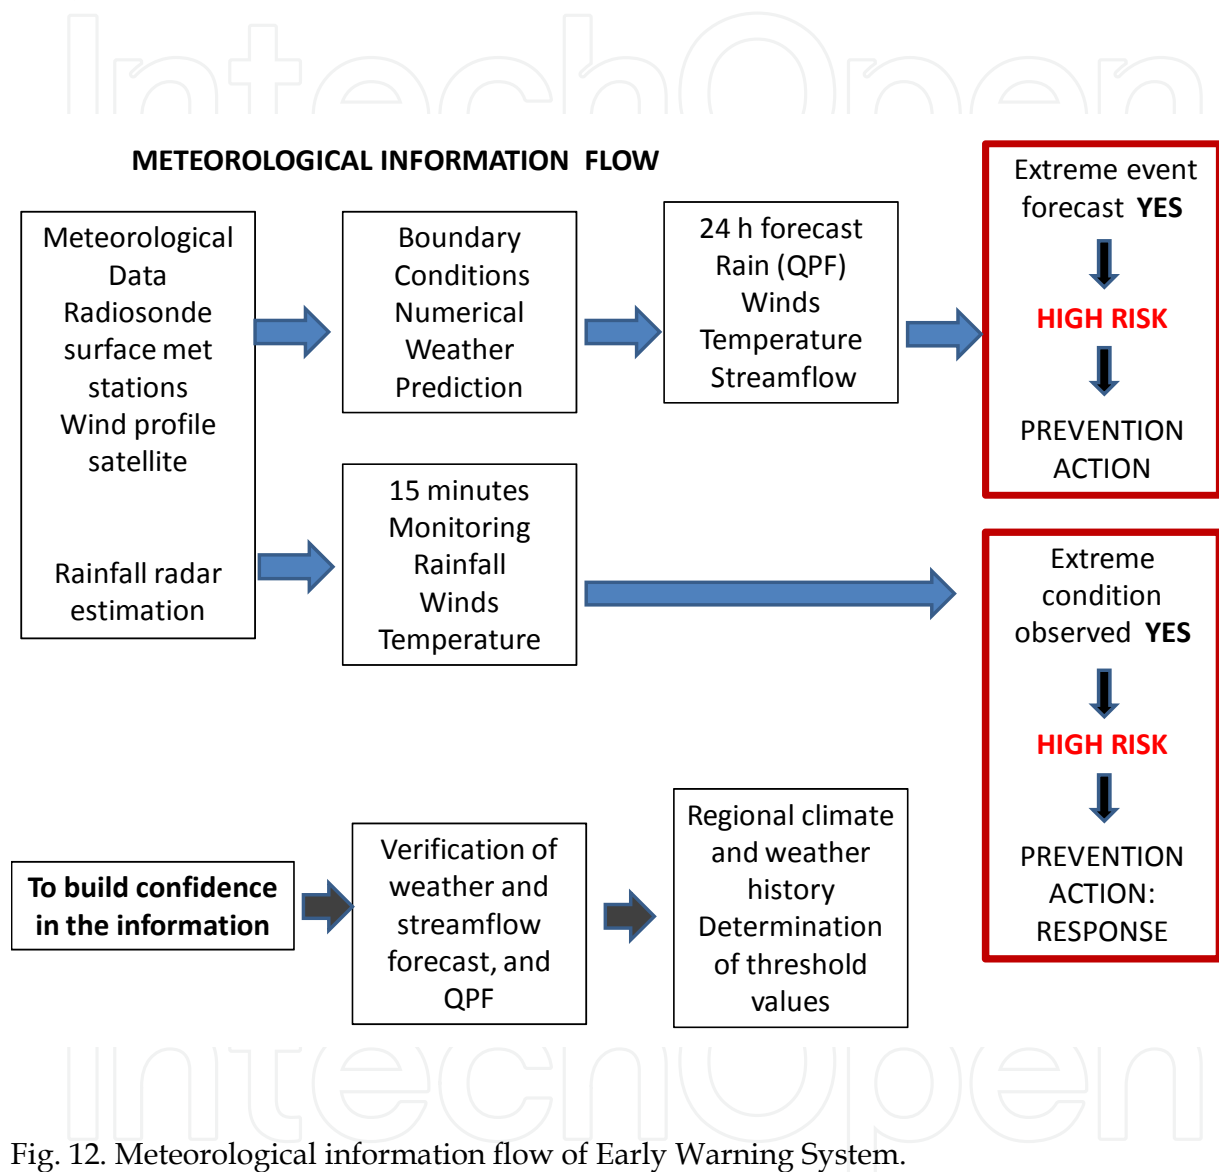 IntechOpen
METEOROLOGICAL INFORMATION FLOW
Meteorological
Data
Radiosonde
surface met
stations
Wind profile
satellite
Rainfall radar
estimation
Boundary
Conditions
Numerical
Weather
Prediction
24 h forecast
Rain (QPF)
Winds
Temperature
Streamflow
Extreme event
forecast YES
HIGH RISK
PREVENTION
ACTION
15 minutes
Monitoring
Rainfall
Winds
Temperature
Extreme
condition
observed YES
HIGH RISK
PREVENTION
ACTION:
RESPONSE
To build confidence
in the information
Verification of
weather and
streamflow
forecast, and
QPF
Regional climate
and weather
history
Determination
of threshold
values
IntechOpen
Fig. 12. Meteorological information flow of Early Warning System.